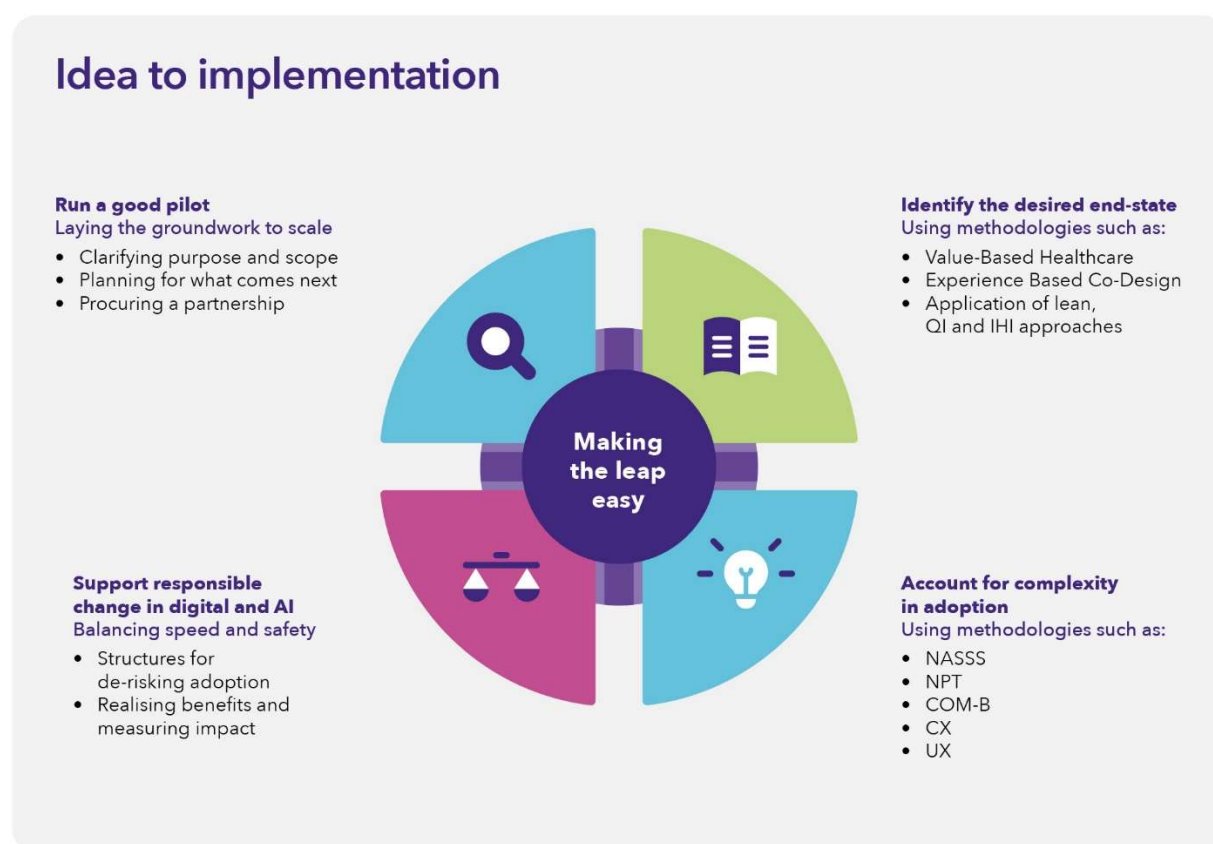 Idea to implementation
Run a good pilot
Laying the groundwork to scale
• Clarifying purpose and scope
• Planning for what comes next
• Procuring a partnership
Identify the desired end-state
Using methodologies such as:
• Value-Based Healthcare
• Experience Based Co-Design
• Application of lean,
QI and IHI approaches
Making
the leap
easy
Support responsible
change in digital and AI
Balancing speed and safety
• Structures for
de-risking adoption
• Realising benefits and
measuring impact
Account for complexity
in adoption
Using methodologies such as:
• NASSS
• NPT
• COM-B
• CX
• UX